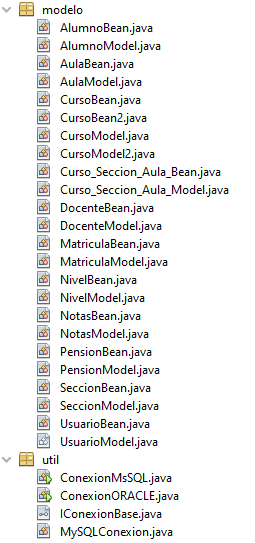 modelo
AlumnoBean.java
AlumnoModel.java
AulaBean.java
AulaModel.java
CursoBean.java
CursoBean2.java
CursoModel.java
CursoModel2.java
Curso_Seccion_Aula_Bean.java
Curso_Seccion_Aula_Model.java
DocenteBean.java
DocenteModel.java
MatriculaBean.java
MatriculaModel.java
NivelBean.java
NivelModel.java
NotasBean.java
NotasModel.java
PensionBean.java
PensionModel.java
SeccionBean.java
SeccionModel.java
UsuarioBean.java
UsuarioModel.java
util
ConexionMsSQL.java
ConexionORACLE.java
IConexionBase.java
MySQLConexion.java